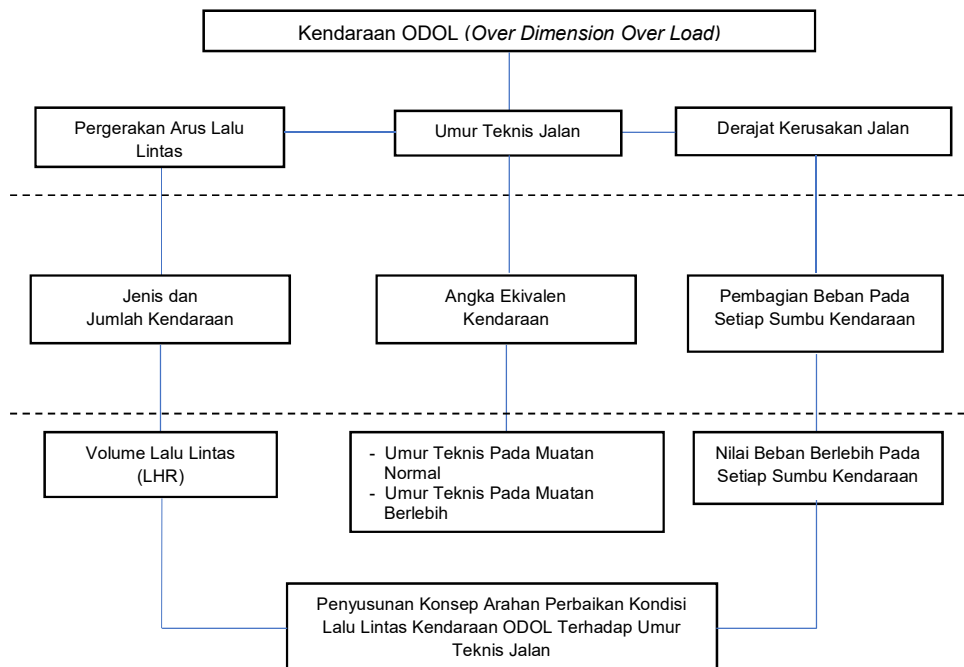 Kendaraan ODOL (Over Dimension Over Load)
Pergerakan Arus Lalu
Lintas
Umur Teknis Jalan
Derajat Kerusakan Jalan
Jenis dan
Jumlah Kendaraan
Angka Ekivalen
Kendaraan
Pembagian Beban Pada
Setiap Sumbu Kendaraan
Volume Lalu Lintas
(LHR)
- Umur Teknis Pada Muatan
Normal
- Umur Teknis Pada Muatan
Berlebih
Nilai Beban Berlebih Pada
Setiap Sumbu Kendaraan
Penyusunan Konsep Arahan Perbaikan Kondisi
Lalu Lintas Kendaraan ODOL Terhadap Umur
Teknis Jalan